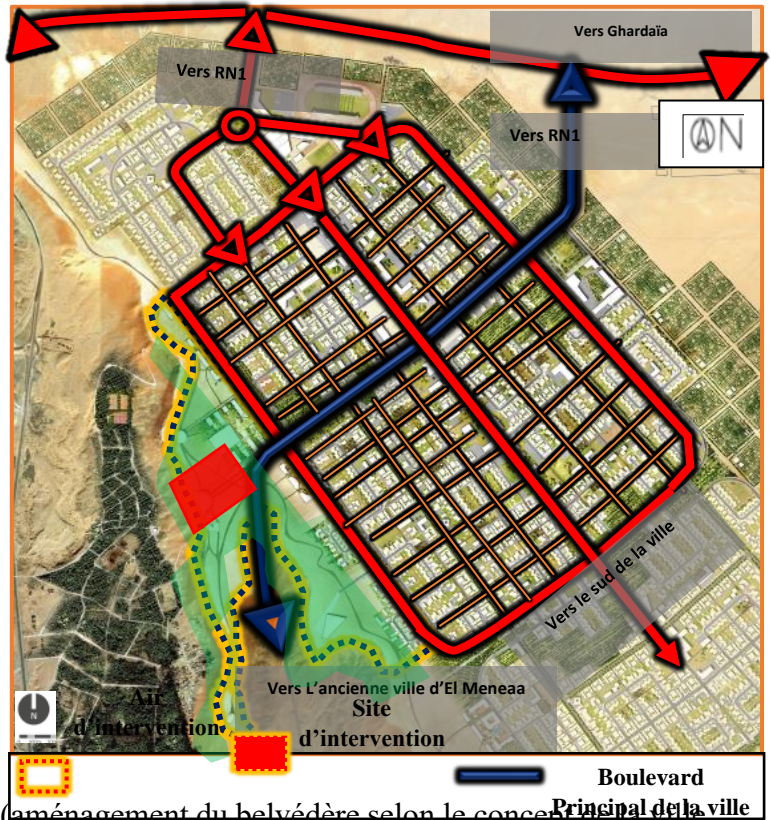 Vers Ghardaïa
Vers RN1
Vers RN1
N
Vers le sud de la ville
Vers L'ancienne ville d'El Meneaa
N
Air
d'intervention
Site
d'intervention
Boulevard
Principal de la ville
(aménagement du belvédère selon le concept de la ville